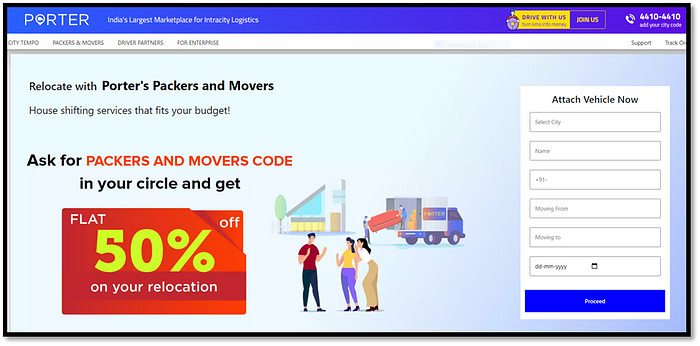 PORTER
India's Largest Marketplace for Intracity Logistics
DRIVE WITH US
turn kms into money
JOIN US
4410-4410
add your city code
CITY TEMPO
PACKERS & MOVERS
DRIVER PARTNERS
FOR ENTERPRISE
Support
Track Or
Relocate with Porter's Packers and Movers
House shifting services that fits your budget!
Ask for PACKERS AND MOVERS CODE
in your circle and get
FLAT
off
50%
on your relocation
PORTER
Attach Vehicle Now
Select City
Name
+91-
Moving From
Moving to
dd-mm-yyyy
Proceed